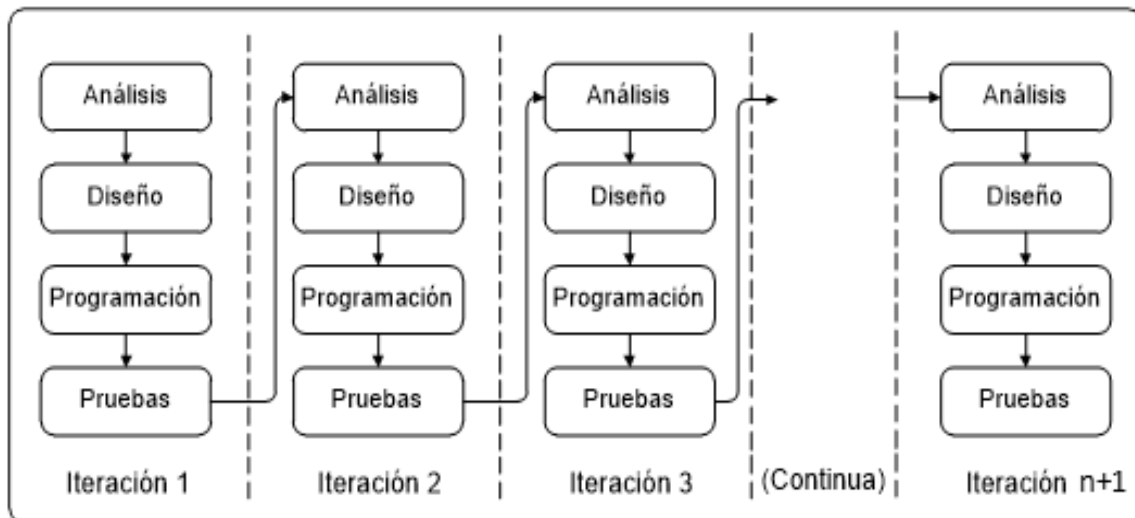 Análisis
Diseño
Programación
Pruebas
Iteración 1
Análisis
Diseño
Programación
Pruebas
Iteración 2
Análisis
Diseño
Programación
Pruebas
Iteración 3
(Continua)
Análisis
Diseño
Programación
Pruebas
Iteración n+1